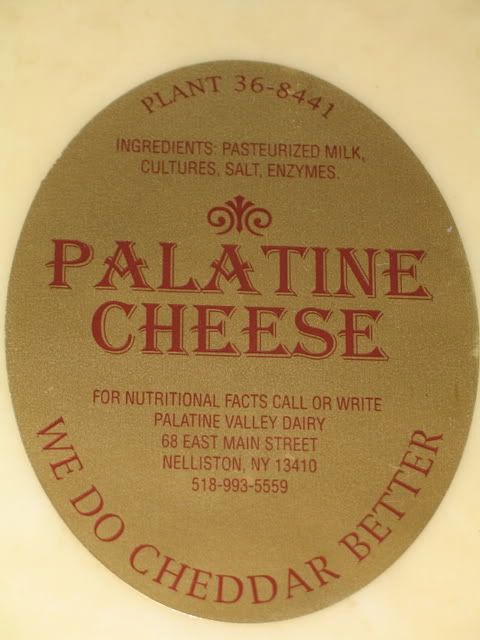 PLANT 36-8441
INGREDIENTS: PASTEURIZED MILK,
CULTURES, SALT, ENZYMES.
PALATINE
CHEESE
FOR NUTRITIONAL FACTS CALL OR WRITE
PALATINE VALLEY DAIRY
68 EAST MAIN STREET
NELLISTON, NY 13410
518-993-5559
WE DO CHEDDAR BETTER